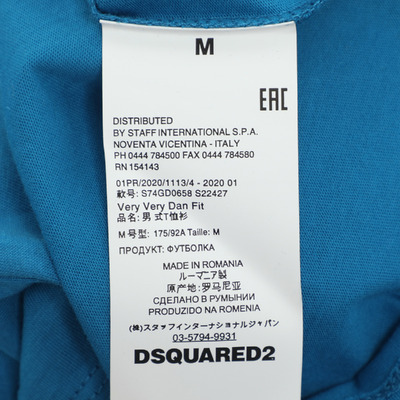 M
EAC
DISTRIBUTED
BY STAFF INTERNATIONAL S.P.A.
NOVENTA VICENTINA - ITALY
PH 0444 784500 FAX 0444 784580
RN 154143
01PR/2020/1113/4 - 2020 01
款号: S74GD0658 S22427
Very Very Dan Fit
品名: 男式T恤衫
M 号型: 175/92A Taille: M
ПРОДУКТ: ФУТБОЛКА
MADE IN ROMANIA
ルーマニア製
原产地: 罗马尼亚
СДЕЛАНО В РУМЫНИИ
PRODUZIDO NA ROMENIA
(株)スタッフインターナショナルジャパン
03-5794-9931
DSQUARED2